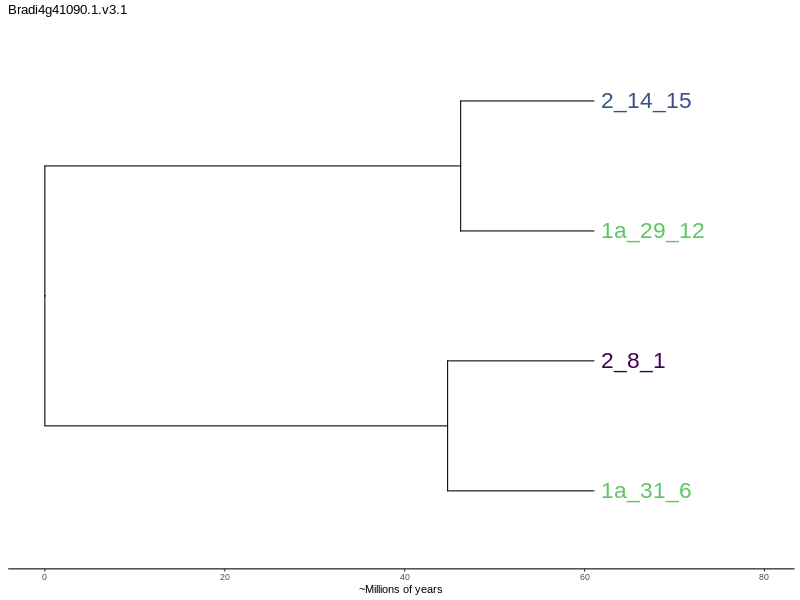 Bradi4g41090.1.v3.1
2_14_15
1a_29_12
2_8_1
1a_31_6
0 20 40 60 80
~Millions of years